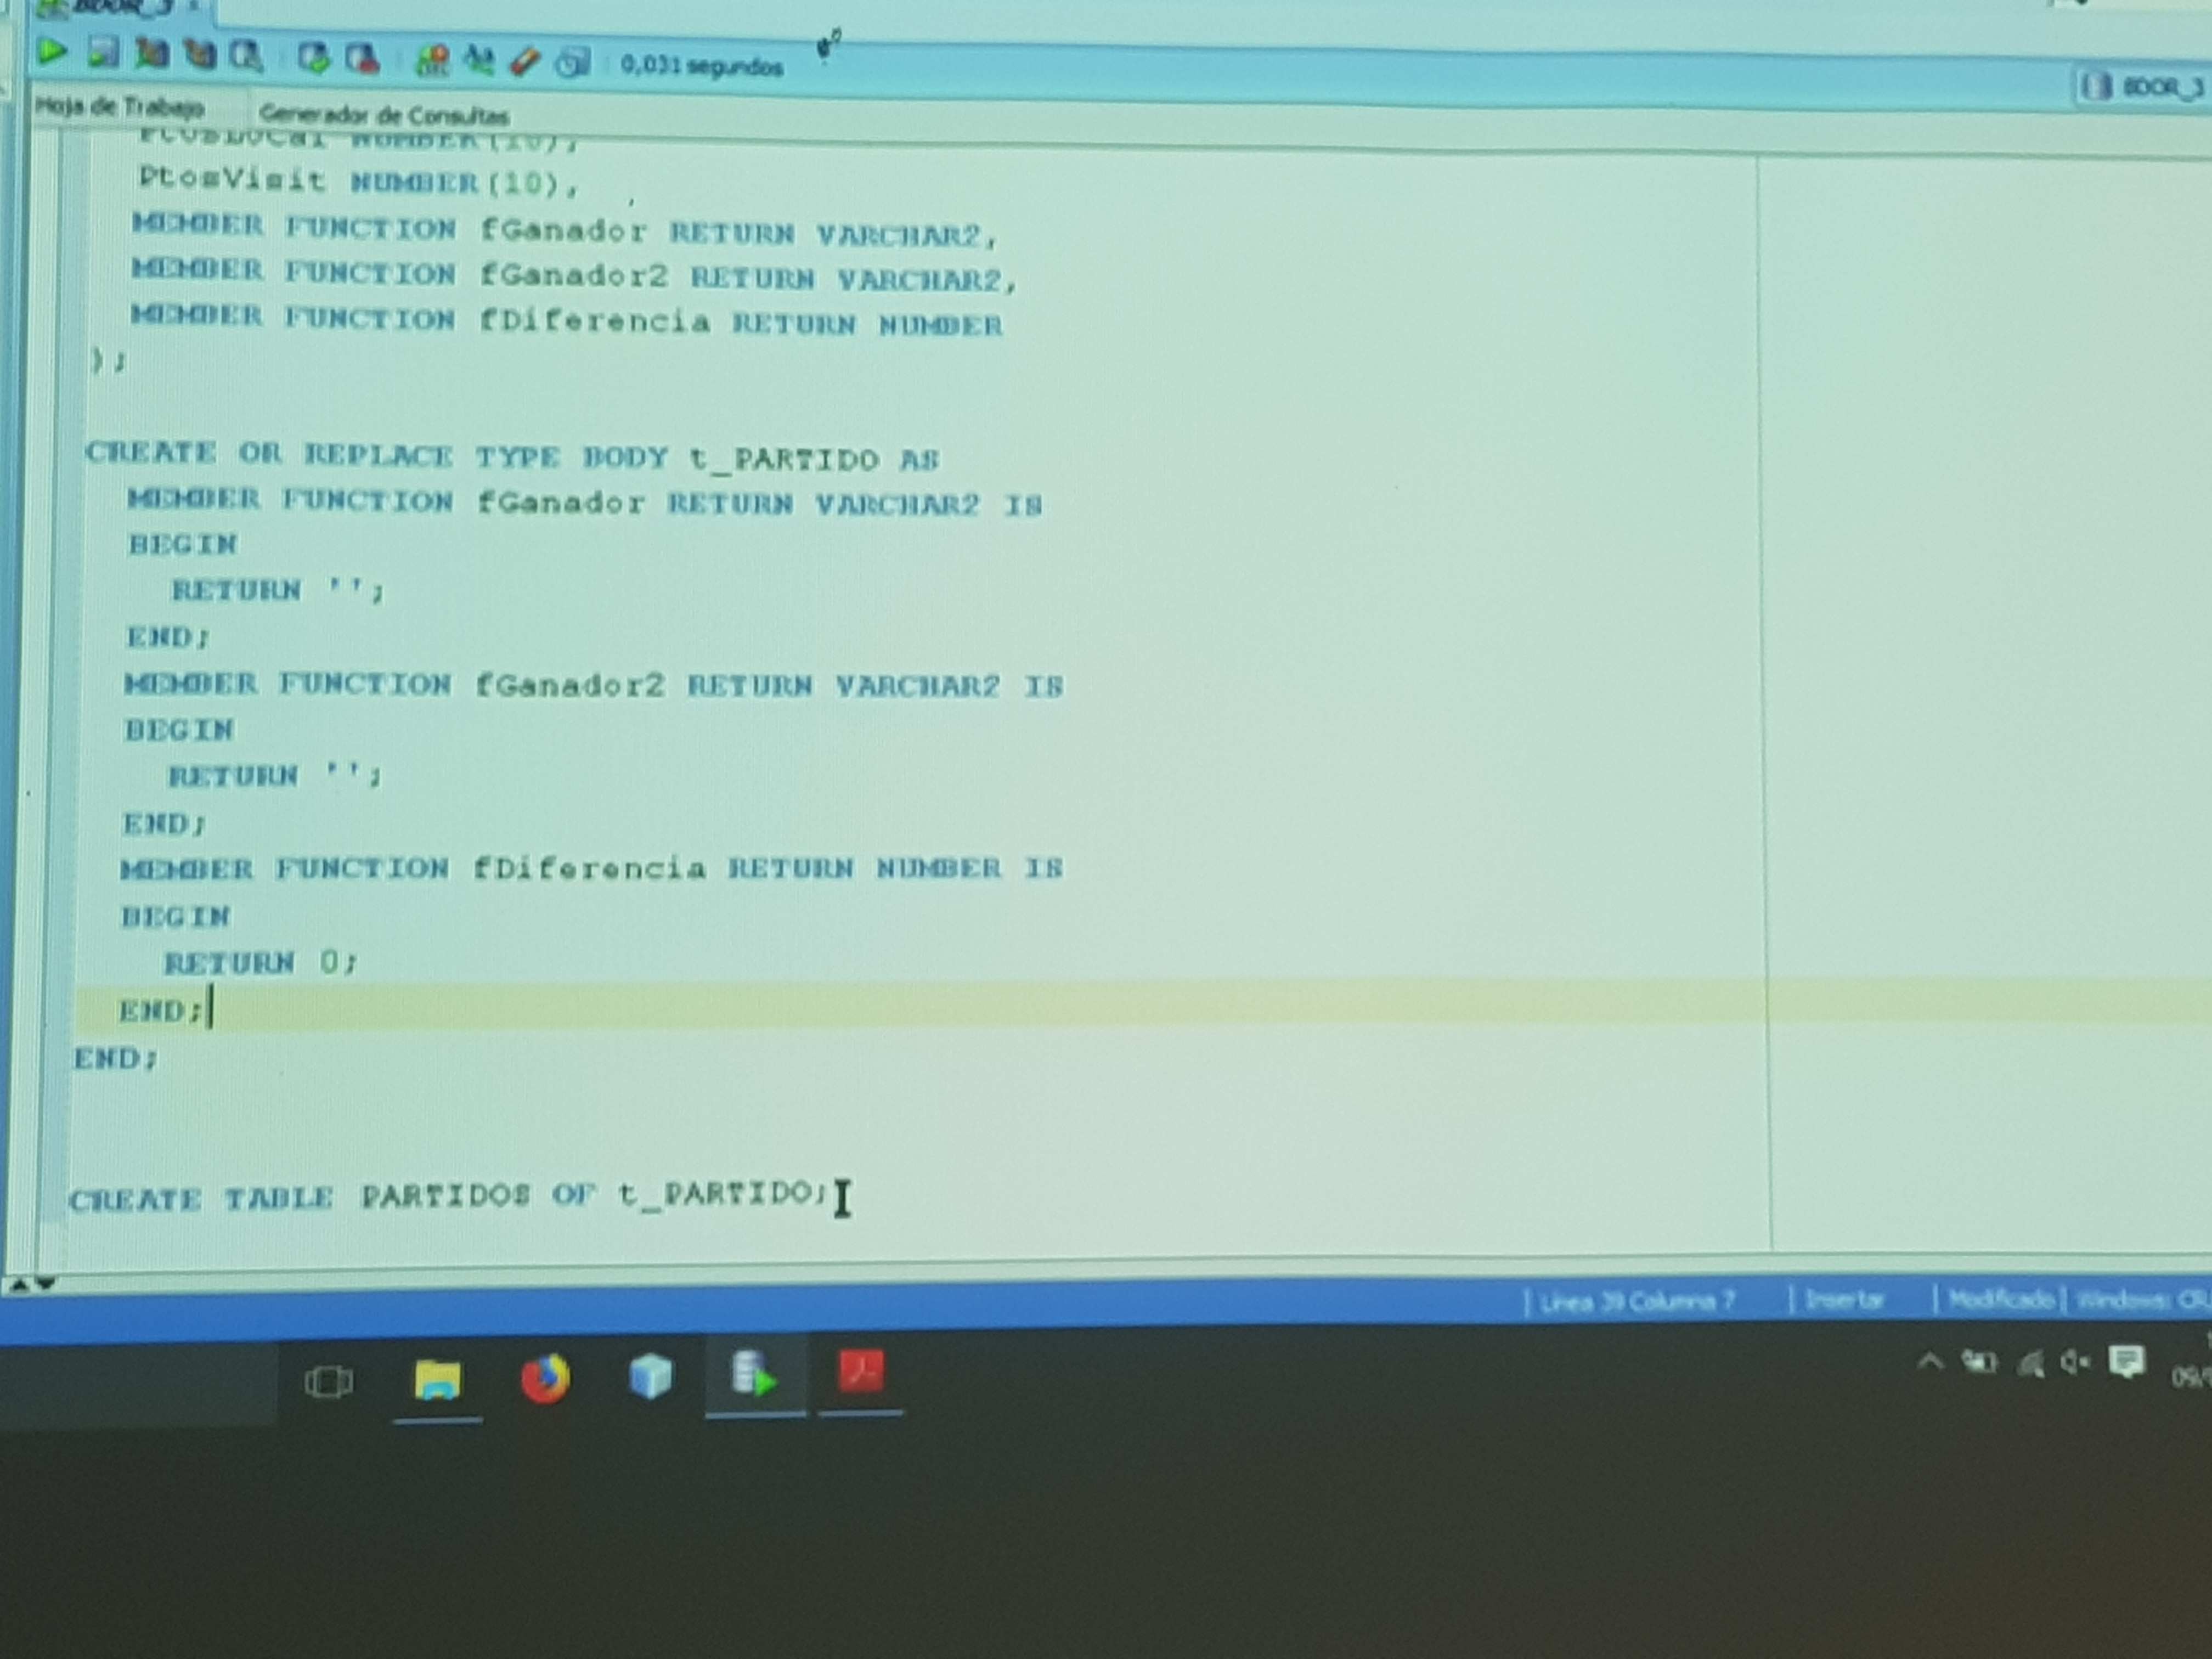 BDOR_3
0,031 segundos
BDOR_3
Hoja de Trabajo Generador de Consultas
PtosLocal NUMBER(10),
PtosVisit NUMBER(10),
MEMBER FUNCTION fGanador RETURN VARCHAR2,
MEMBER FUNCTION fGanador2 RETURN VARCHAR2,
MEMBER FUNCTION fDiferencia RETURN NUMBER
);
CREATE OR REPLACE TYPE BODY t_PARTIDO AS
MEMBER FUNCTION fGanador RETURN VARCHAR2 IS
BEGIN
RETURN '';
END;
MEMBER FUNCTION fGanador2 RETURN VARCHAR2 IS
BEGIN
RETURN '';
END;
MEMBER FUNCTION fDiferencia RETURN NUMBER IS
BEGIN
RETURN 0;
END;
END;
CREATE TABLE PARTIDOS OF t_PARTIDO;
Línea 39 Columna 7 Insertar Modificado Windows:
09/